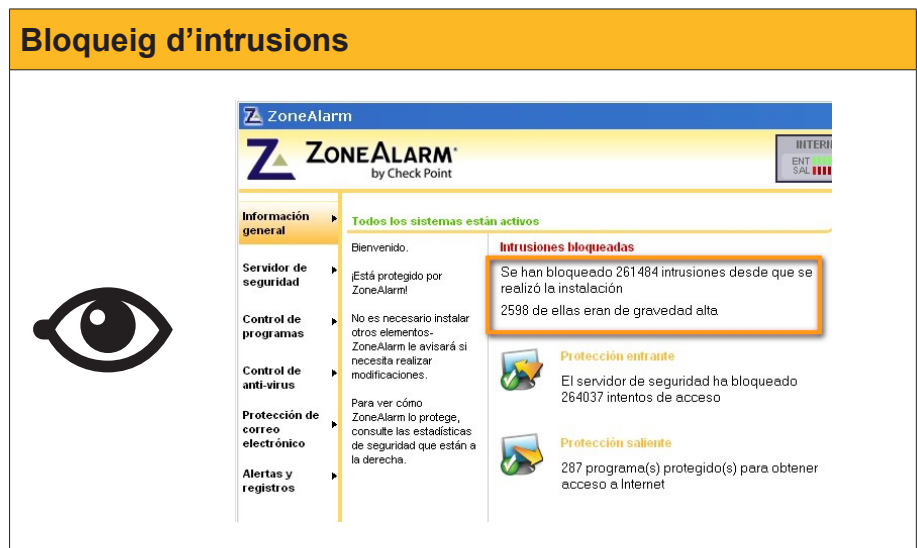 Bloqueig d’intrusions
ZoneAlarm
ZONEALARM
by Check Point
ENT
SAL
Información
general
Servidor de
seguridad
Control de
programas
Control de
anti-virus
Protección de
correo
electrónico
Alertas y
registros
Todos los sistemas están activos
Bienvenido.
¡Está protegido por
ZoneAlarm!
No es necesario instalar
otros elementos-
ZoneAlarm le avisará si
necesita realizar
modificaciones.
Para ver cómo
ZoneAlarm lo protege,
consulte las estadísticas
de seguridad que están a
la derecha.
Intrusiones bloqueadas
Se han bloqueado 261484 intrusiones desde que se
realizó la instalación
2598 de ellas eran de gravedad alta
Protección entrante
El servidor de seguridad ha bloqueado
264037 intentos de acceso
Protección saliente
287 programa(s) protegido(s) para obtener
acceso a Internet